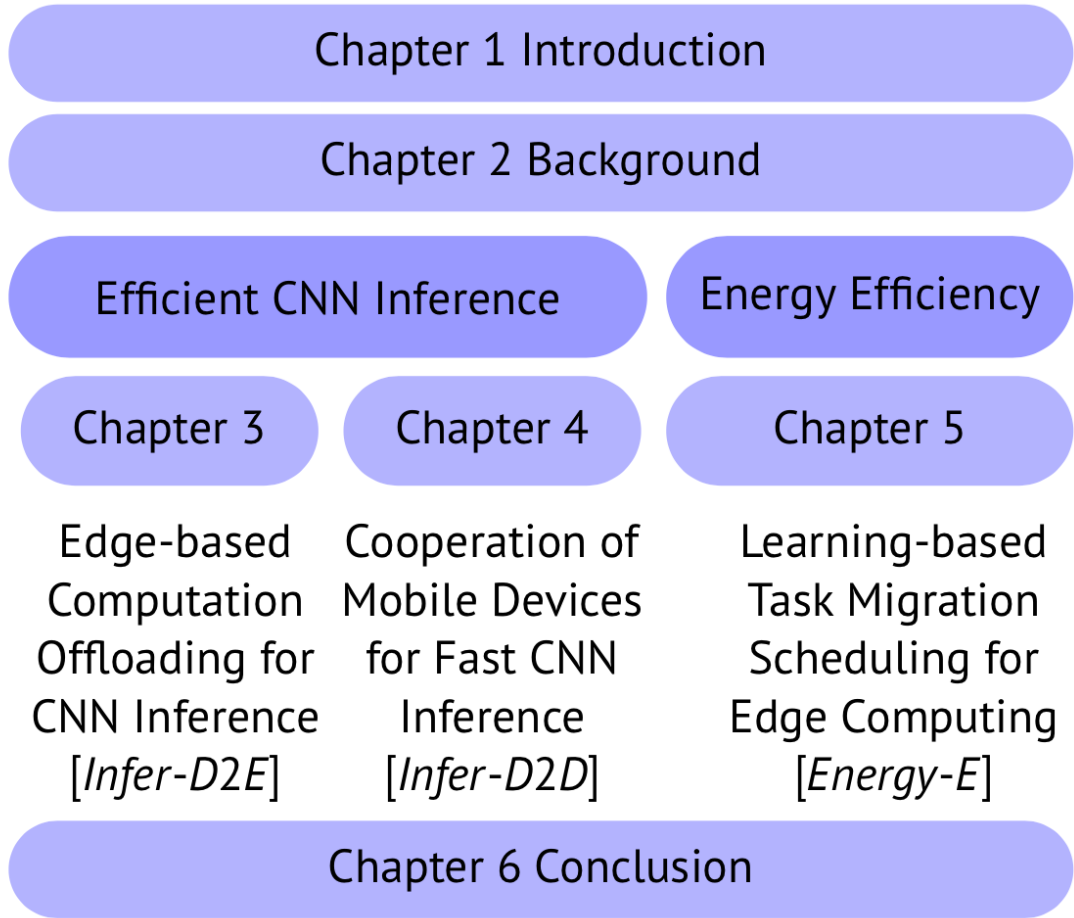 Chapter 1 Introduction
Chapter 2 Background
Efficient CNN Inference
Energy Efficiency
Chapter 3
Edge-based
Computation
Offloading for
CNN Inference
[Infer-D2E]
Chapter 4
Cooperation of
Mobile Devices
for Fast CNN
Inference
[Infer-D2D]
Chapter 5
Learning-based
Task Migration
Scheduling for
Edge Computing
[Energy-E]
Chapter 6 Conclusion